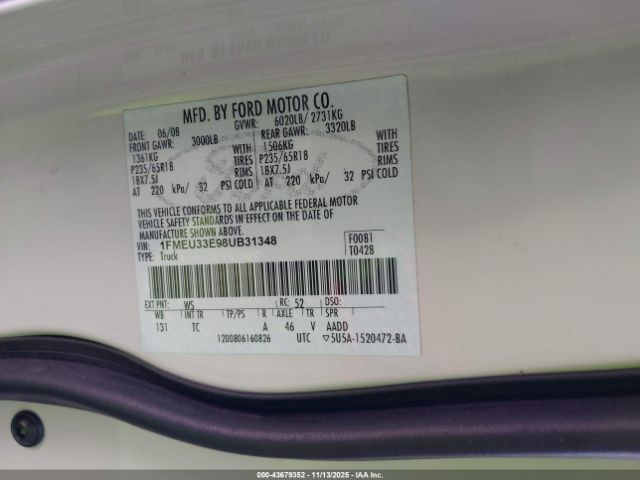 MFD. BY FORD MOTOR CO.
DATE: 06/08 GVWR: 6020LB/ 2731KG
FRONT GAWR: 3000LB REAR GAWR: 3320LB
1361KG WITH 1506KG WITH
P235/65R18 TIRES P235/65R18 TIRES
18X7.5J RIMS 18X7.5J RIMS
AT 220 kPa/ 32 PSI COLD AT 220 kPa/ 32 PSI COLD
THIS VEHICLE CONFORMS TO ALL APPLICABLE FEDERAL MOTOR
VEHICLE SAFETY STANDARDS IN EFFECT ON THE DATE OF
MANUFACTURE SHOWN ABOVE.
VIN: 1FMEU33E98UB31348 F0081
TYPE: Truck T0428
EXT PNT: WS RC: 52 DSO:
WB INT TR TP/PS R AXLE TR SPR
131 TC A 46 V AADD
1200806160826 UTC ▽5U5A-1520472-BA
000-43679352 - 11/13/2025 - IAA Inc.